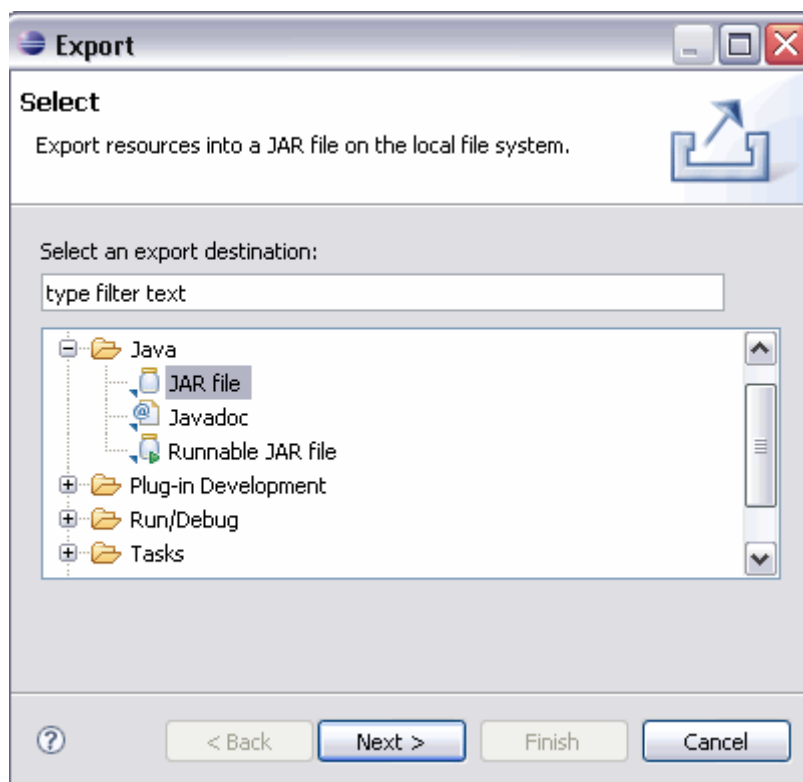 Export
Select
Export resources into a JAR file on the local file system.
Select an export destination:
type filter text
Java
JAR file
@ Javadoc
Runnable JAR file
Plug-in Development
Run/Debug
Tasks
? < Back Next > Finish Cancel